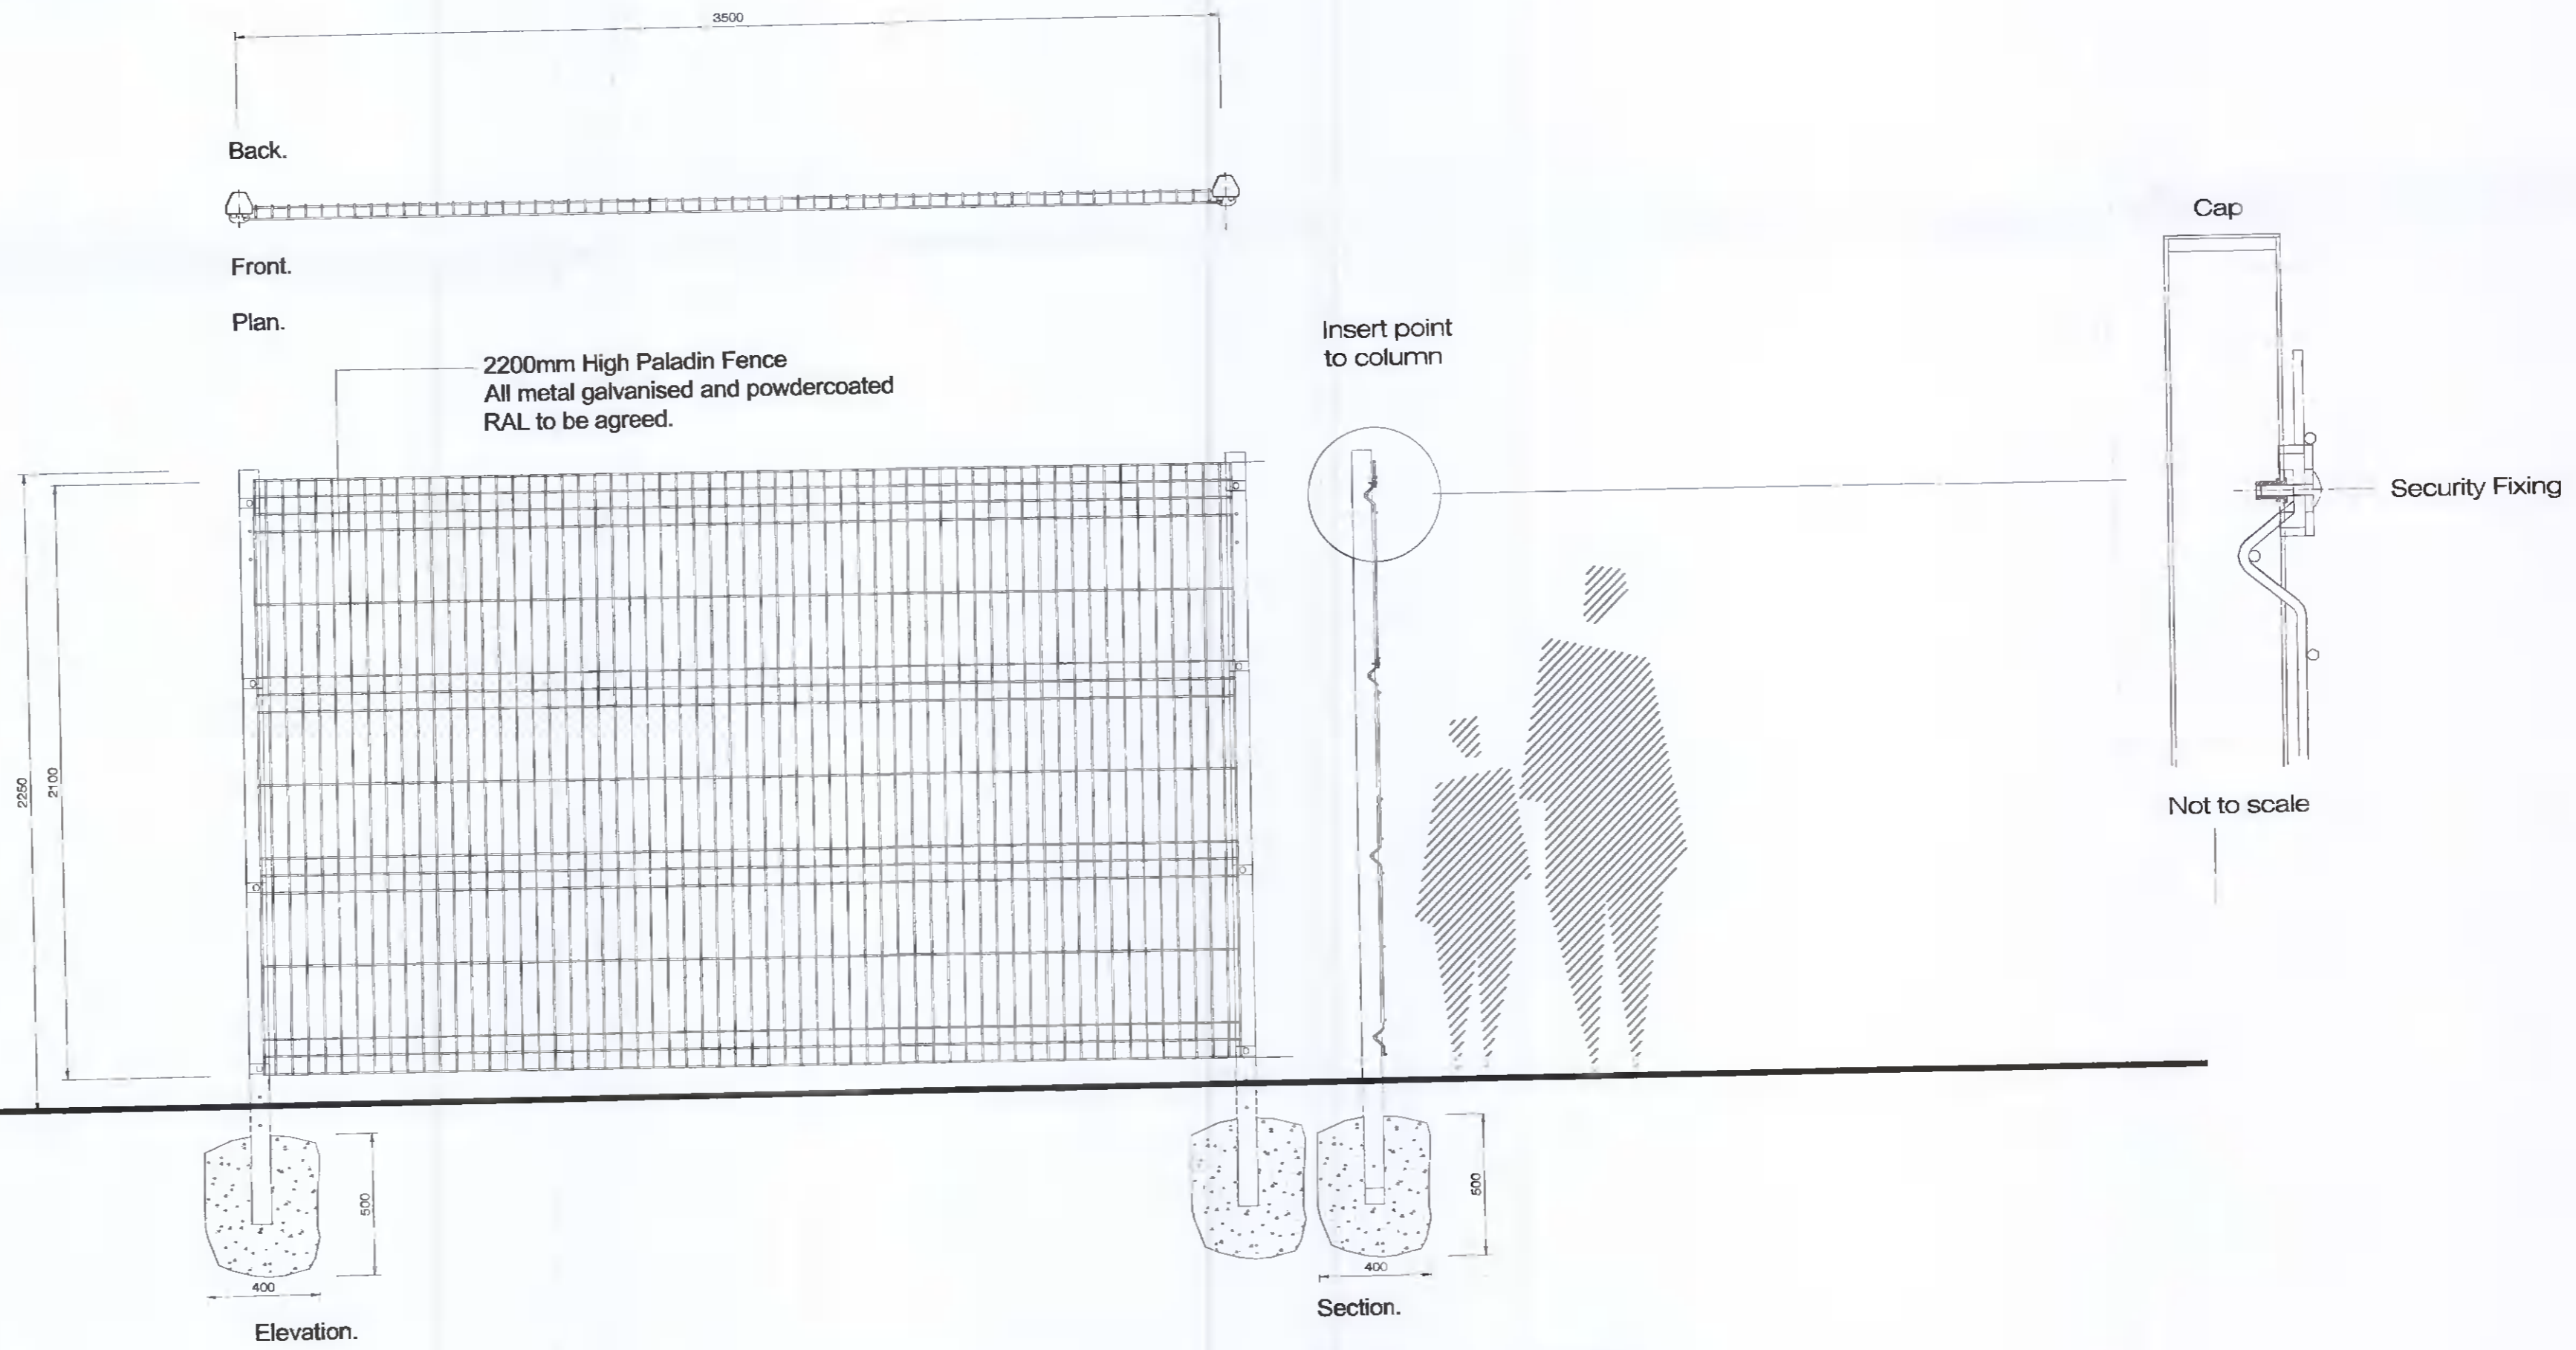 3500
Back.
Front.
Plan.
2200mm High Paladin Fence
All metal galvanised and powdercoated
RAL to be agreed.
Insert point
to column
Cap
Security Fixing
Not to scale
2250
2100
500
400
Elevation.
500
400
Section.